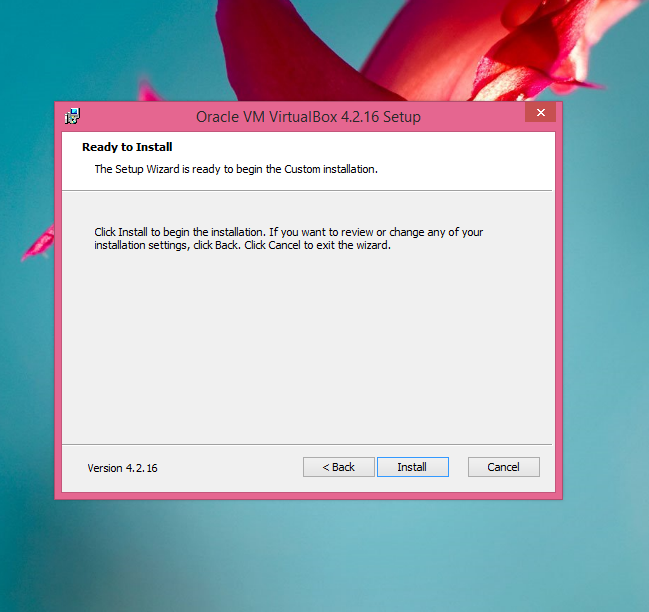 Oracle VM VirtualBox 4.2.16 Setup
Ready to Install
The Setup Wizard is ready to begin the Custom installation.
Click Install to begin the installation. If you want to review or change any of your
installation settings, click Back. Click Cancel to exit the wizard.
Version 4.2.16
< Back
Install
Cancel